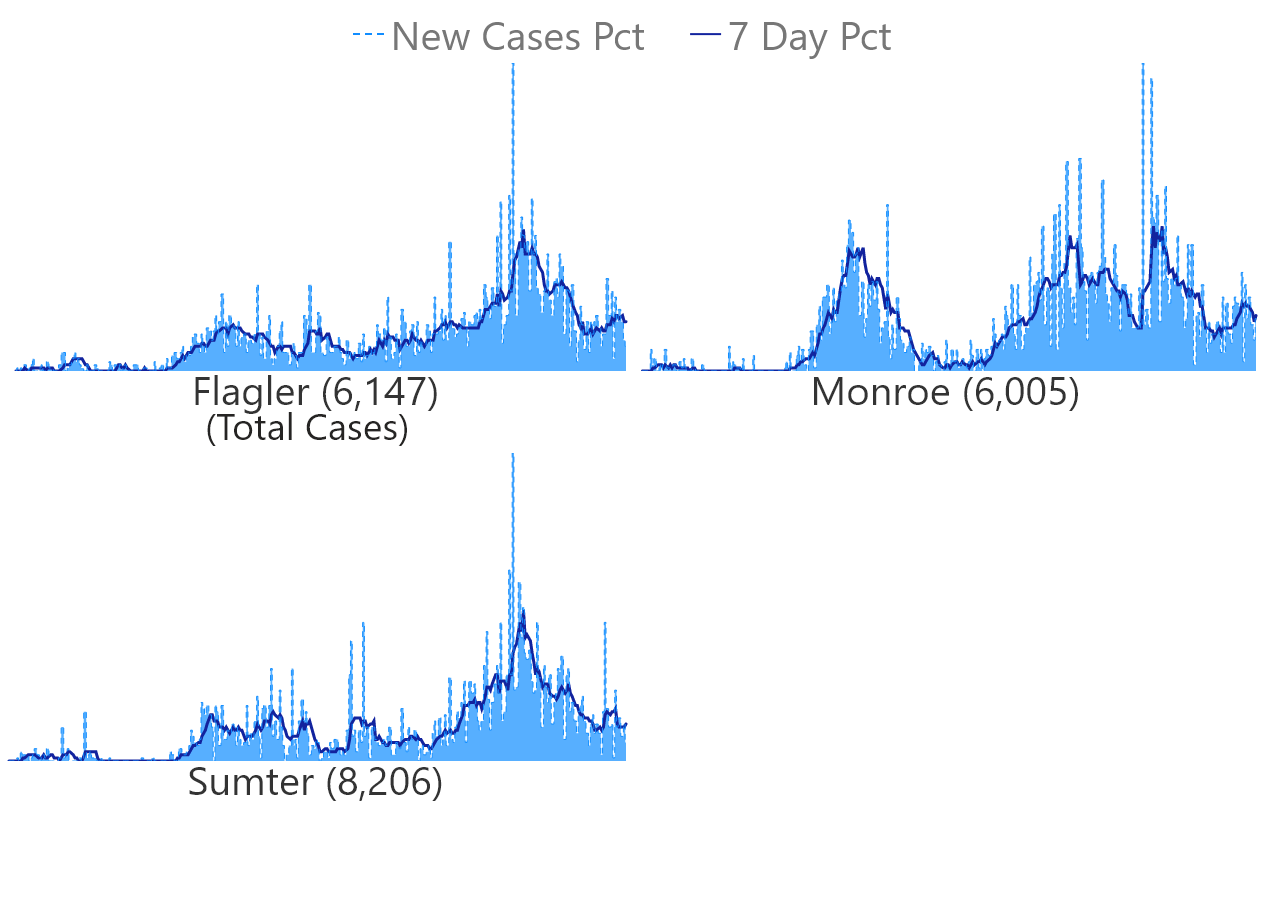 New Cases Pct 7 Day Pct
Flagler (6,147)
(Total Cases)
Monroe (6,005)
Sumter (8,206)